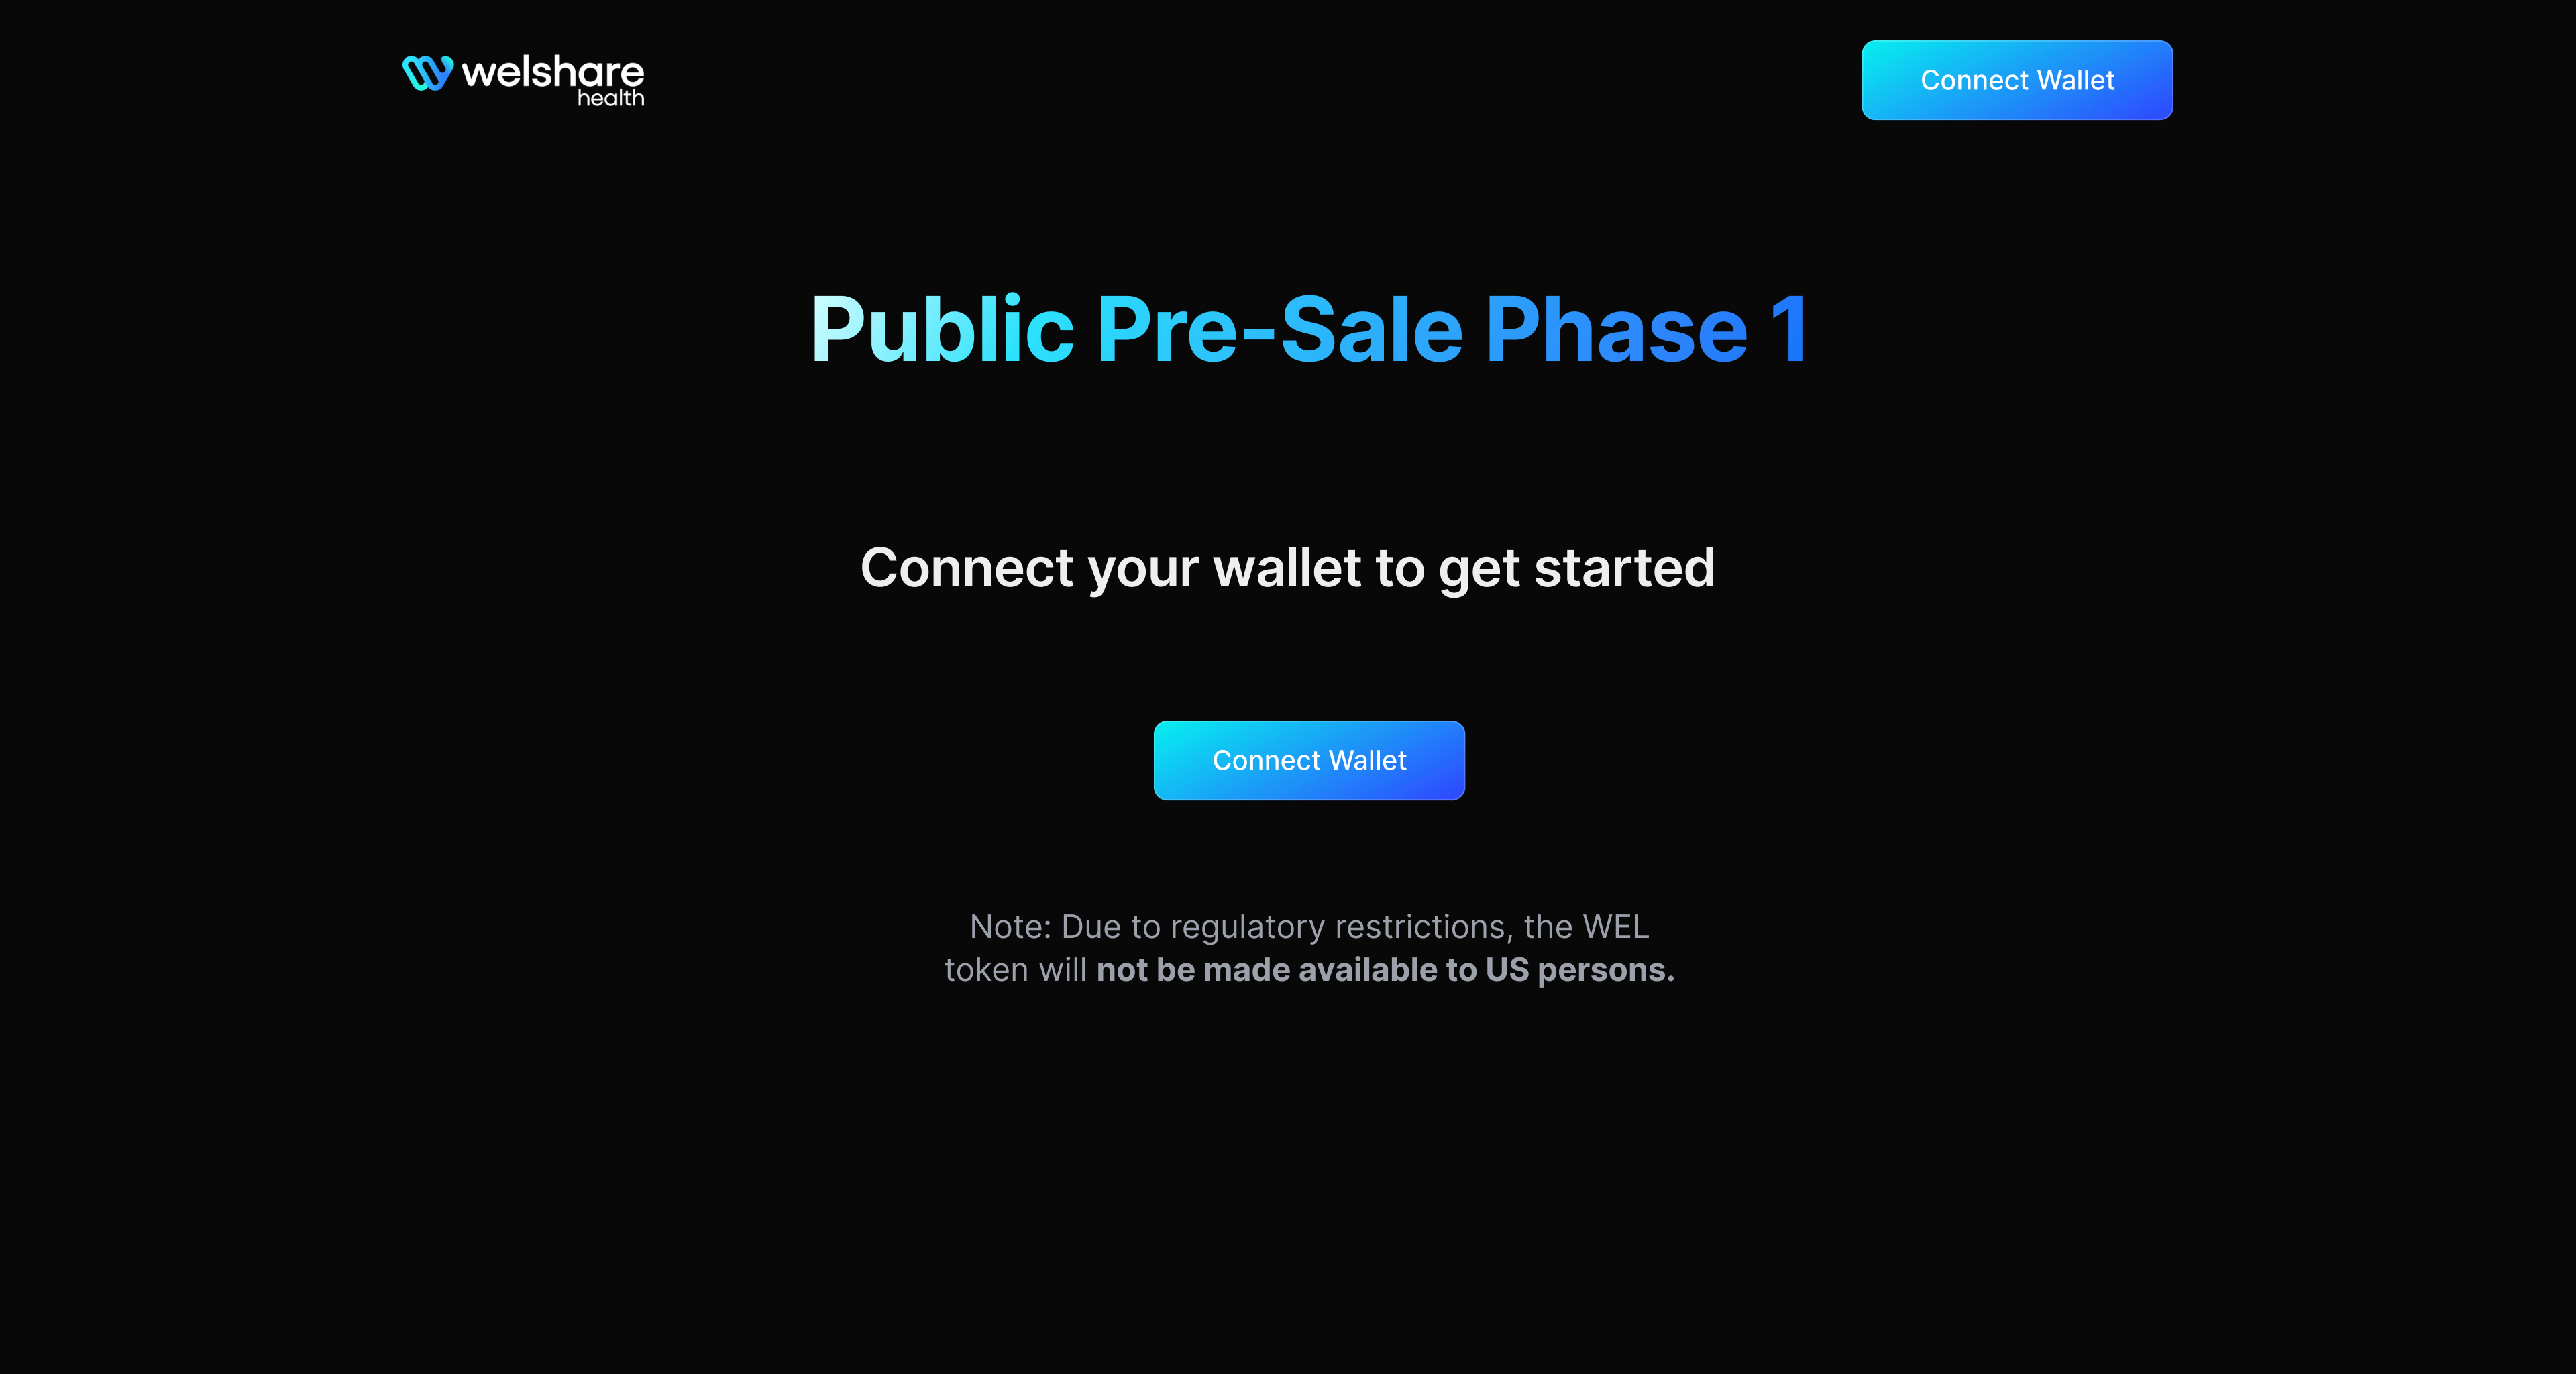 welshare
health
Connect Wallet
Public Pre-Sale Phase 1
Connect your wallet to get started
Connect Wallet
Note: Due to regulatory restrictions, the WEL
token will not be made available to US persons.